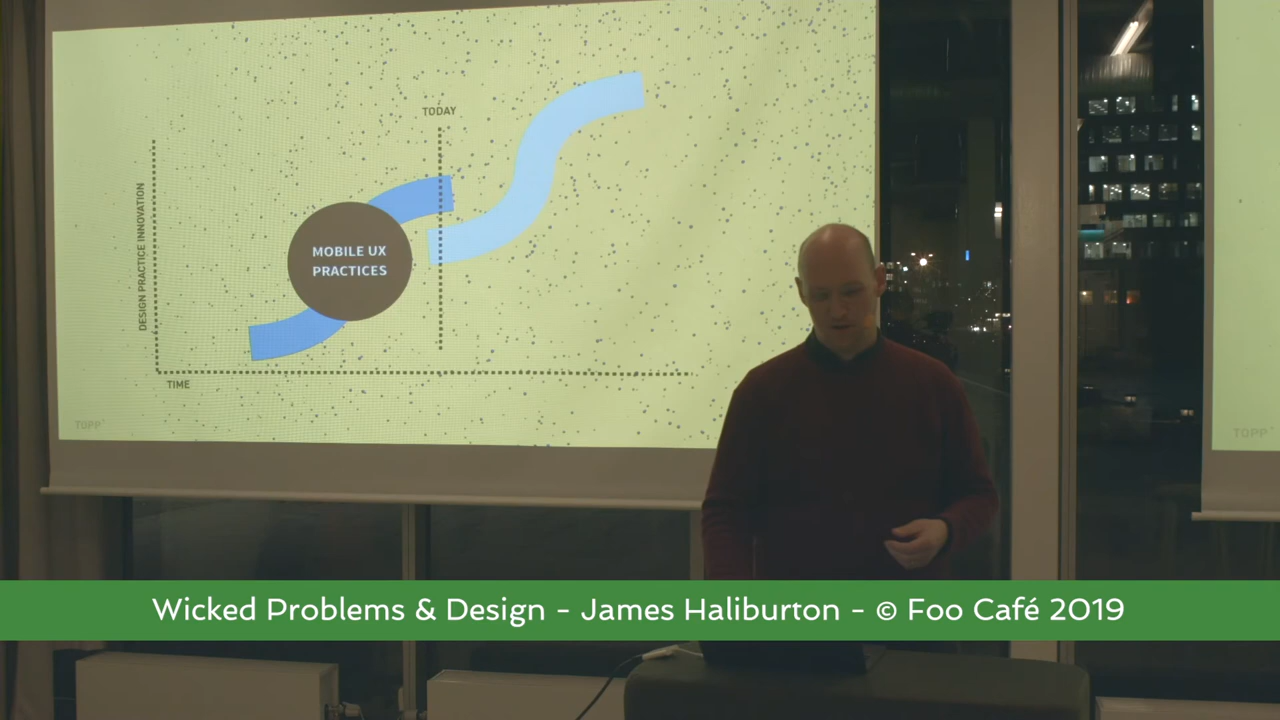 TODAY
DESIGN PRACTICE INNOVATION
MOBILE UX
PRACTICES
TIME
TOPP
TOPP
Wicked Problems & Design - James Haliburton - © Foo Café 2019